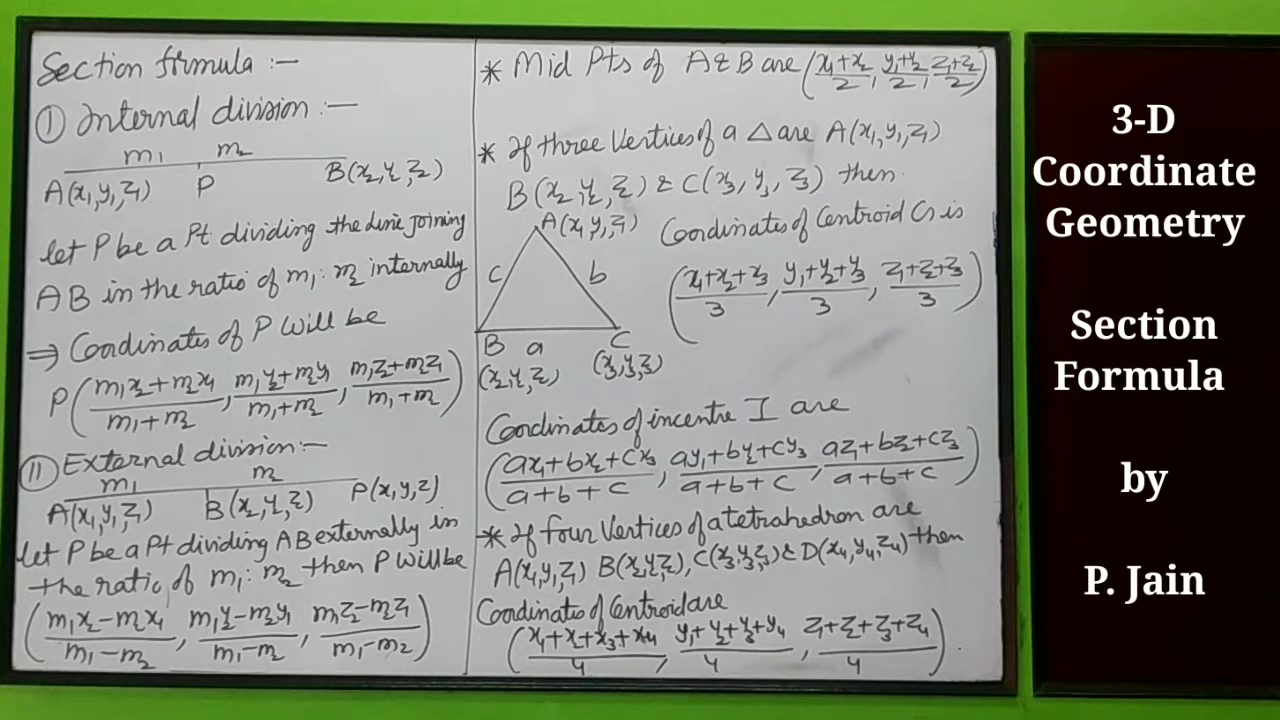 Section formula :-
① Internal division :-
m₁ m₂
A(x₁,y₁,z₁) P B(x₂,y₂,z₂)
let P be a Pt dividing the Line joining
AB in the ratio of m₁:m₂ internally
⇒ Coordinates of P Will be
P((m₁x₂+m₂x₁)/(m₁+m₂), (m₁y₂+m₂y₁)/(m₁+m₂), (m₁z₂+m₂z₁)/(m₁+m₂))
Ⓘⓘ External division:-
m₁ m₂
A(x₁,y₁,z₁) B(x₂,y₂,z₂) P(x,y,z)
let P be a Pt dividing AB externally in
the ratio of m₁:m₂ then P Will be
((m₁x₂-m₂x₁)/(m₁-m₂), (m₁y₂-m₂y₁)/(m₁-m₂), (m₁z₂-m₂z₁)/(m₁-m₂))
* Mid Pts of A & B are ((x₁+x₂)/2, (y₁+y₂)/2, (z₁+z₂)/2)
* If three Vertices of a △ are A(x₁,y₁,z₁)
B(x₂,y₂,z₂) & C(x₃,y₃,z₃) then
A(x₁,y₁,z₁) Coordinates of Centroid G is
c b
((x₁+x₂+x₃)/3, (y₁+y₂+y₃)/3, (z₁+z₂+z₃)/3)
B a C
(x₂,y₂,z₂) (x₃,y₃,z₃)
Coordinates of incentre I are
((ax₁+bx₂+cx₃)/(a+b+c), (ay₁+by₂+cy₃)/(a+b+c), (az₁+bz₂+cz₃)/(a+b+c))
* If four Vertices of a tetrahedron are
A(x₁,y₁,z₁) B(x₂,y₂,z₂), C(x₃,y₃,z₃) & D(x₄,y₄,z₄) then
Coordinates of Centroid are
((x₁+x₂+x₃+x₄)/4, (y₁+y₂+y₃+y₄)/4, (z₁+z₂+z₃+z₄)/4).
3-D
Coordinate
Geometry
Section
Formula
by
P. Jain